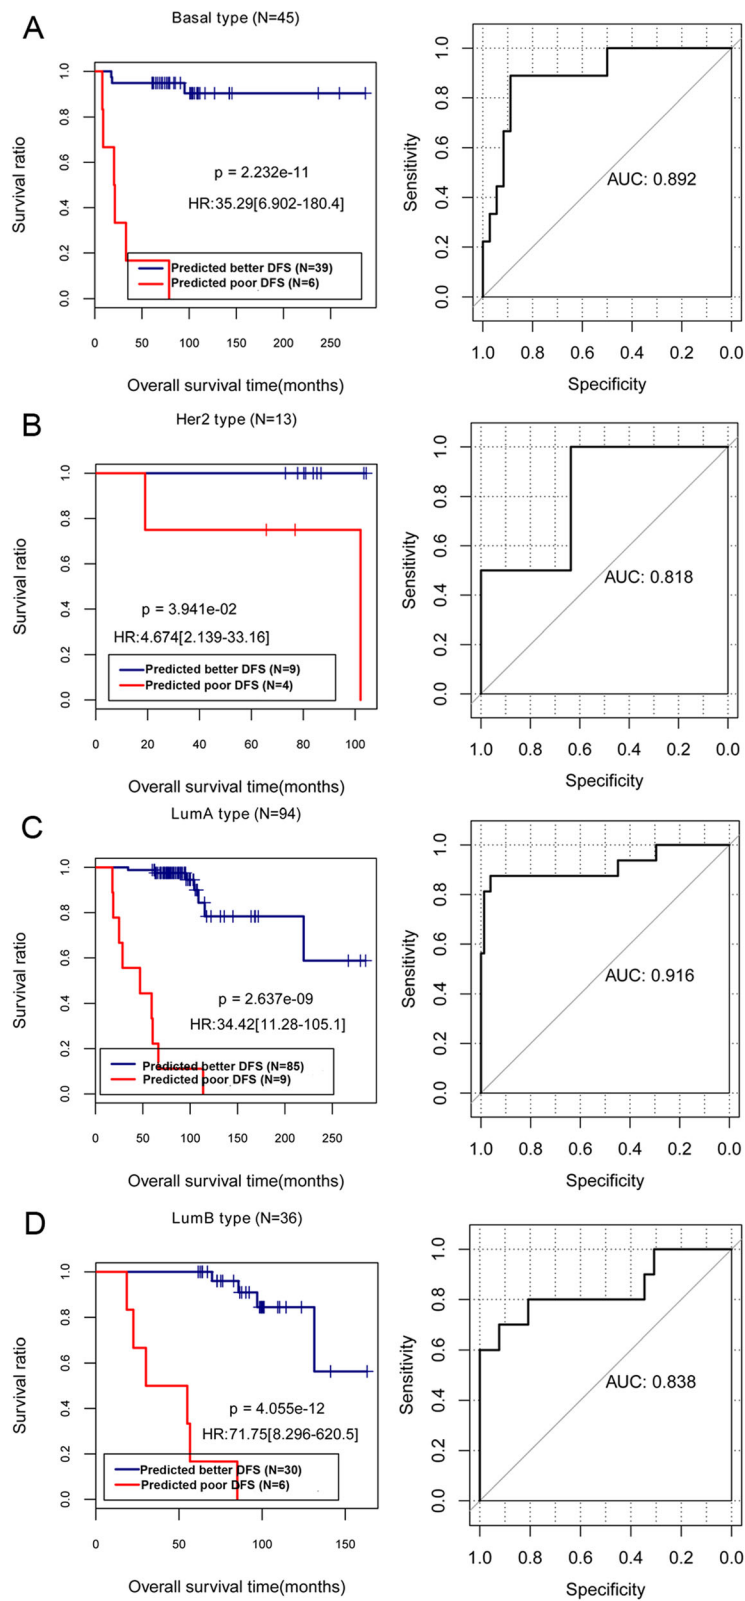 A
Basal type (N=45)
Survival ratio
1.0
0.8
0.6
0.4
0.2
0.0
p = 2.232e-11
HR:35.29[6.902-180.4]
Predicted better DFS (N=39)
Predicted poor DFS (N=6)
0 50 100 150 200 250
Overall survival time(months)
Sensitivity
1.0
0.8
0.6
0.4
0.2
0.0
AUC: 0.892
1.0 0.8 0.6 0.4 0.2 0.0
Specificity
B
Her2 type (N=13)
Survival ratio
1.0
0.8
0.6
0.4
0.2
0.0
p = 3.941e-02
HR:4.674[2.139-33.16]
Predicted better DFS (N=9)
Predicted poor DFS (N=4)
0 20 40 60 80 100
Overall survival time(months)
Sensitivity
1.0
0.8
0.6
0.4
0.2
0.0
AUC: 0.818
1.0 0.8 0.6 0.4 0.2 0.0
Specificity
C
LumA type (N=94)
Survival ratio
1.0
0.8
0.6
0.4
0.2
0.0
p = 2.637e-09
HR:34.42[11.28-105.1]
Predicted better DFS (N=85)
Predicted poor DFS (N=9)
0 50 100 150 200 250
Overall survival time(months)
Sensitivity
1.0
0.8
0.6
0.4
0.2
0.0
AUC: 0.916
1.0 0.8 0.6 0.4 0.2 0.0
Specificity
D
LumB type (N=36)
Survival ratio
1.0
0.8
0.6
0.4
0.2
0.0
p = 4.055e-12
HR:71.75[8.296-620.5]
Predicted better DFS (N=30)
Predicted poor DFS (N=6)
0 50 100 150
Overall survival time(months)
Sensitivity
1.0
0.8
0.6
0.4
0.2
0.0
AUC: 0.838
1.0 0.8 0.6 0.4 0.2 0.0
Specificity